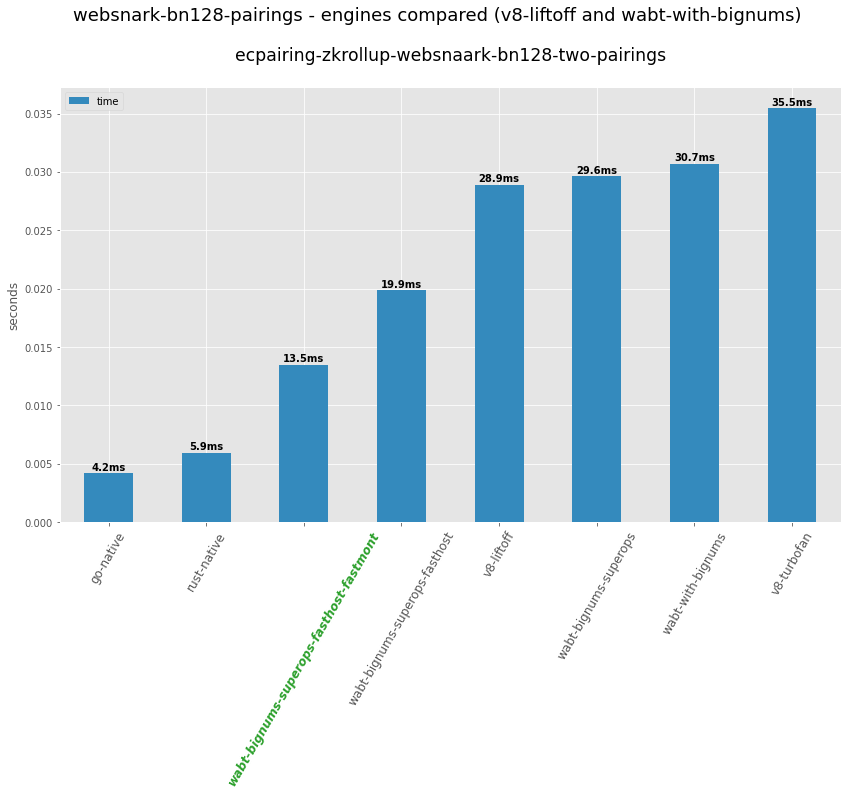 websnark-bn128-pairings - engines compared (v8-liftoff and wabt-with-bignums)
ecpairing-zkrollup-websnaark-bn128-two-pairings
time
seconds
0.035
0.030
0.025
0.020
0.015
0.010
0.005
0.000
4.2ms
5.9ms
13.5ms
19.9ms
28.9ms
29.6ms
30.7ms
35.5ms
go-native
rust-native
wabt-bignums-superops-fasthost-fastmont
wabt-bignums-superops-fasthost
v8-liftoff
wabt-bignums-superops
wabt-with-bignums
v8-turbofan